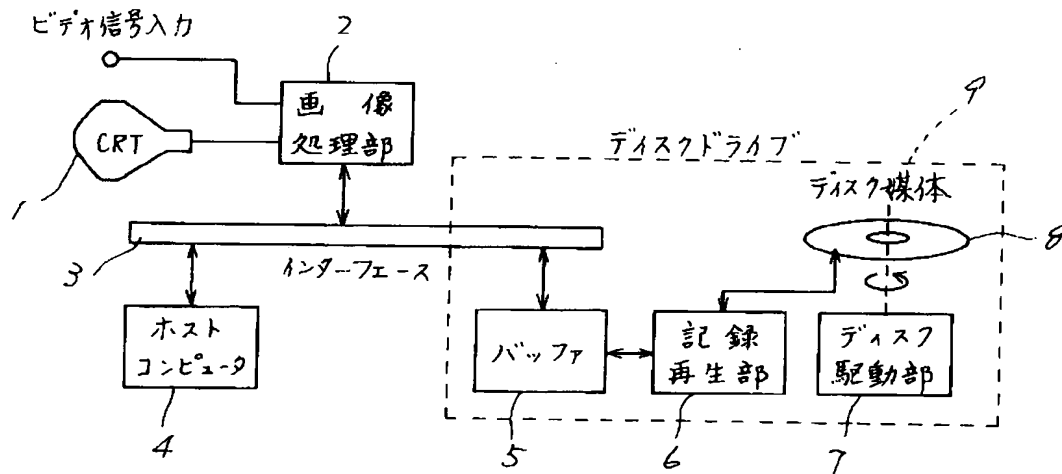 ビデオ信号入力
2
画像
処理部
CRT
1
ディスクドライブ
9
ディスク媒体
8
3
インターフェース
ホスト
コンピュータ
4
バッファ
5
記録
再生部
6
ディスク
駆動部
7